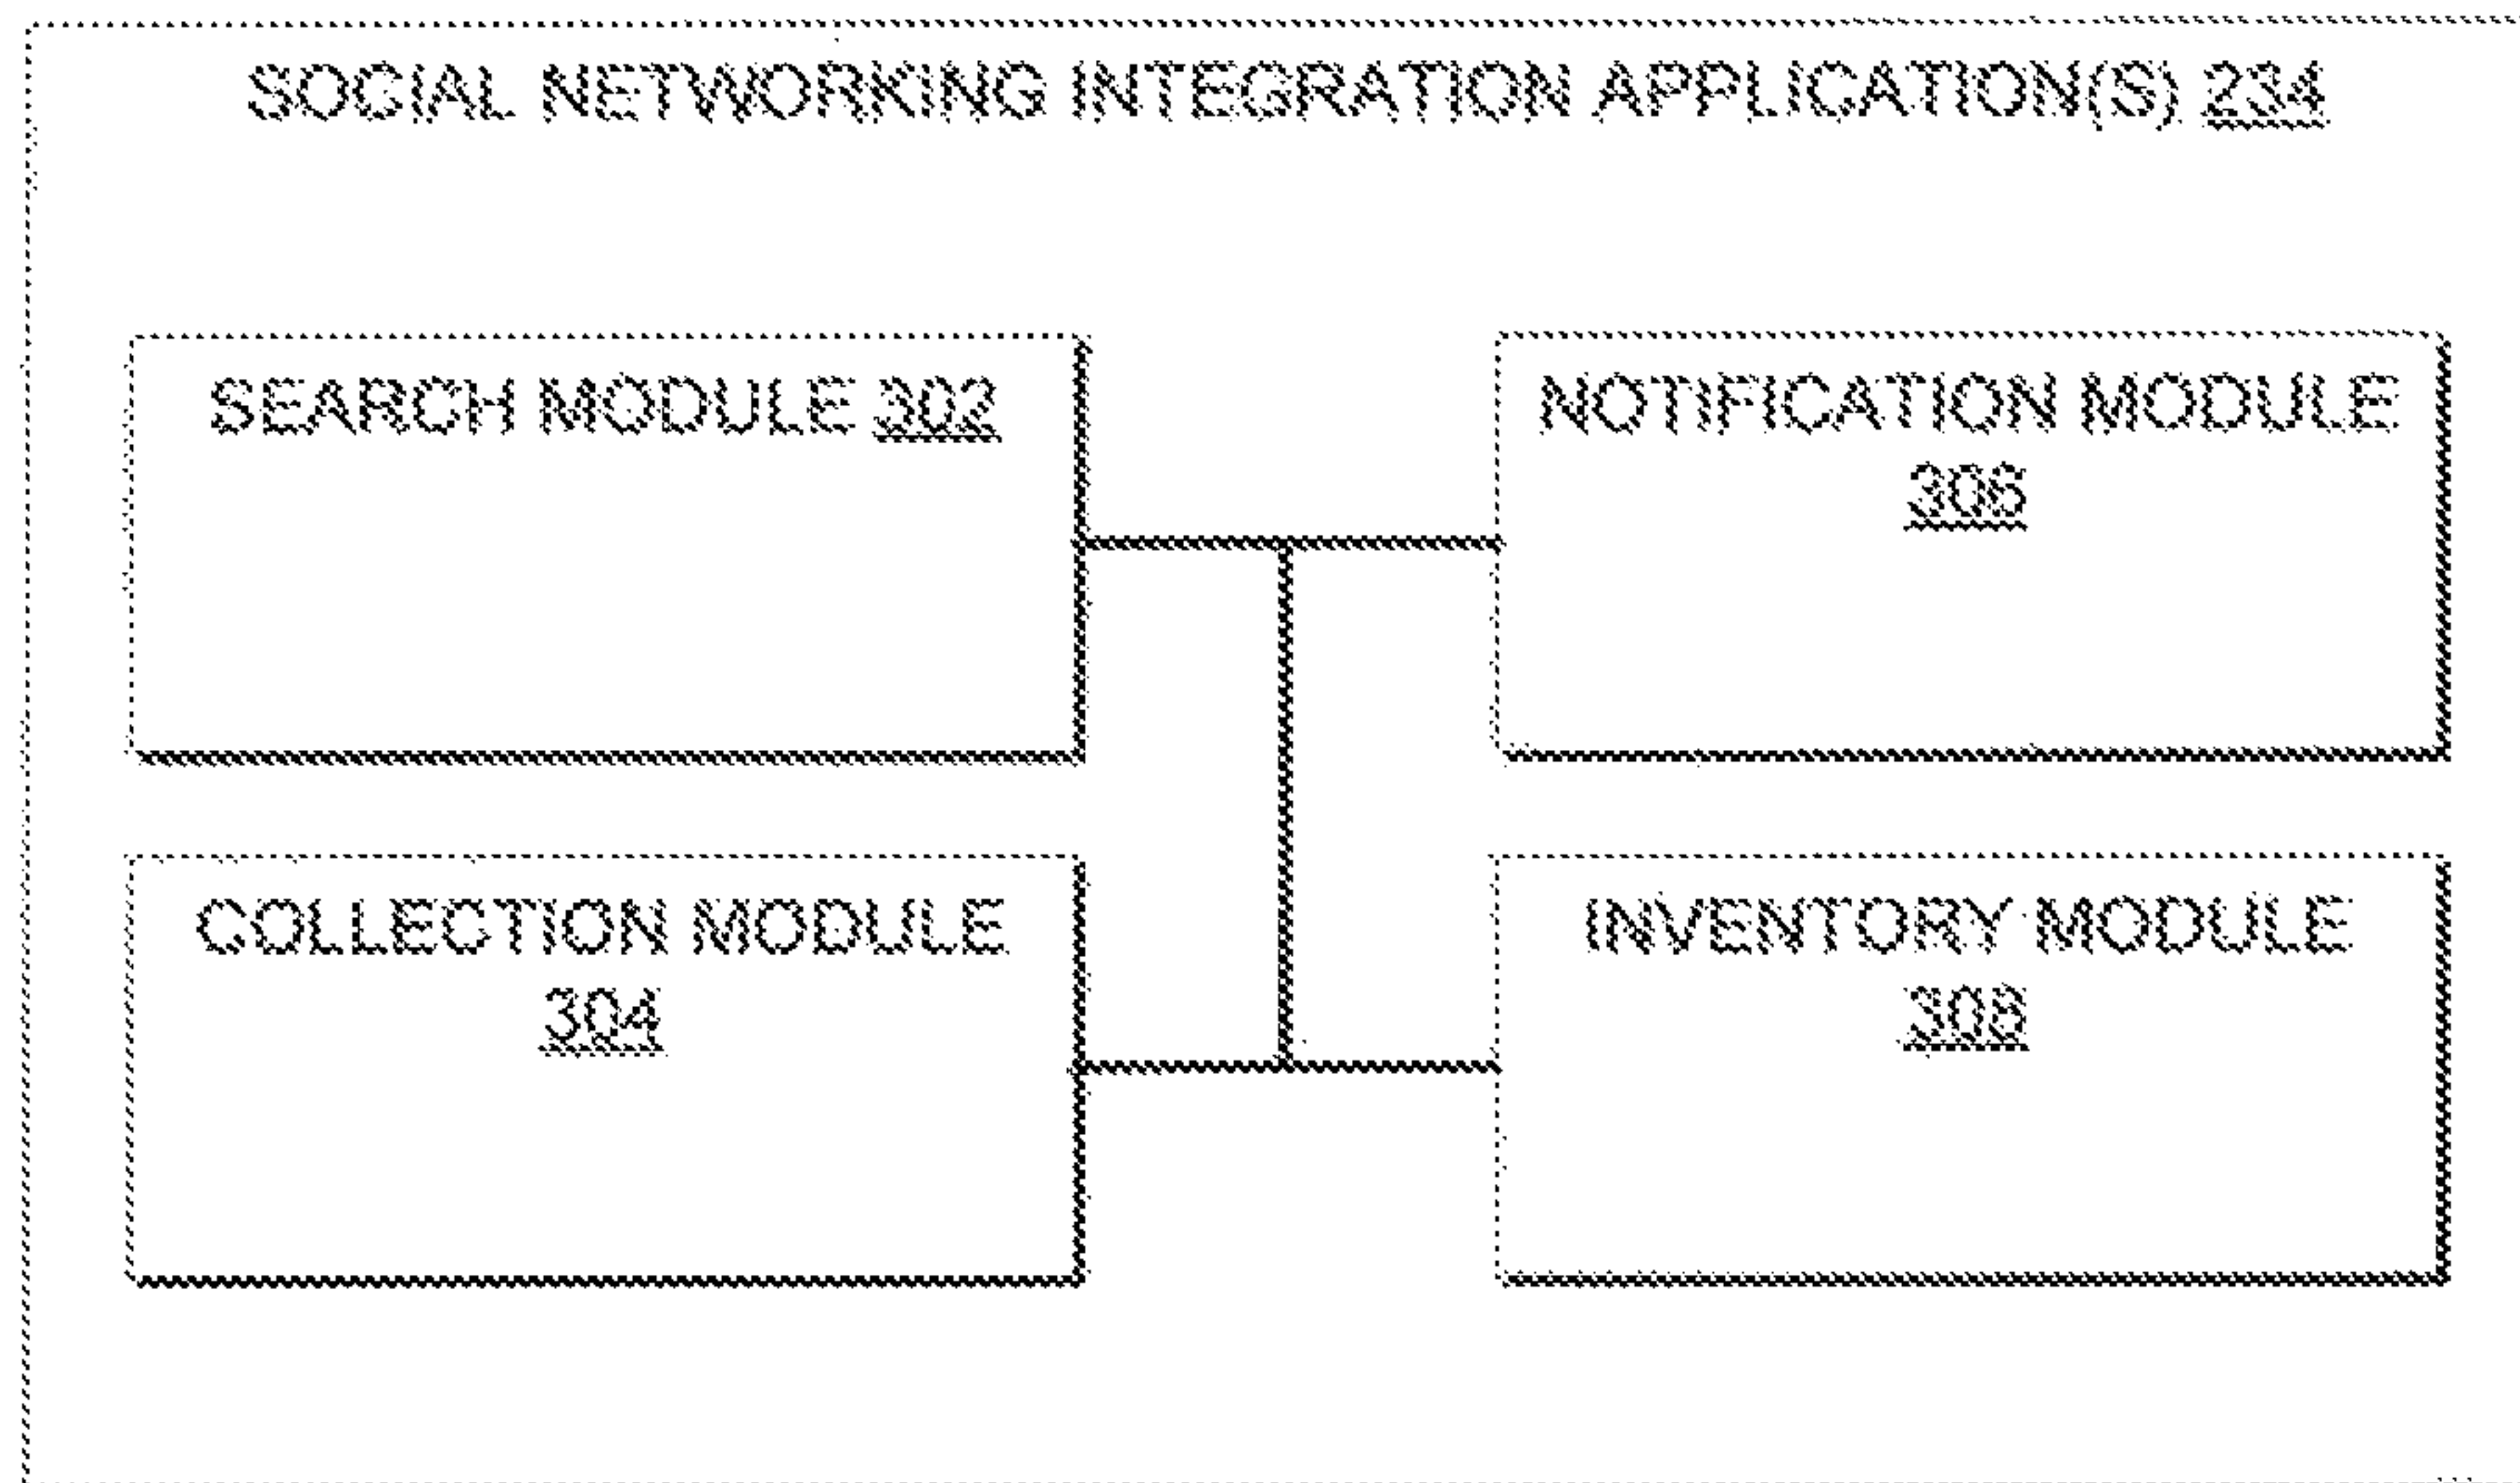 SOCIAL NETWORKING INTEGRATION APPLICATION(S) 234
SEARCH MODULE 302
NOTIFICATION MODULE
306
COLLECTION MODULE
304
INVENTORY MODULE
308